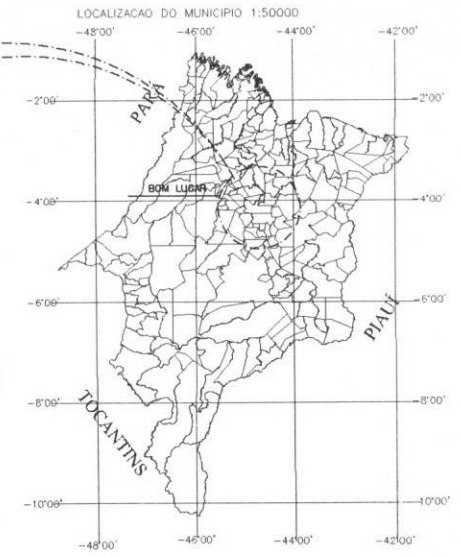 LOCALIZACAO DO MUNICIPIO 1:50000
-48°00' -46°00' -44°00' -42°00'
-2°00' -2°00'
PARÁ
BOM LUGAR
-4°00' -4°00'
-6°00' -6°00'
PIAUÍ
-8°00' -8°00'
TOCANTINS
-10°00' -10°00'
-48°00' -46°00' -44°00' -42°00'